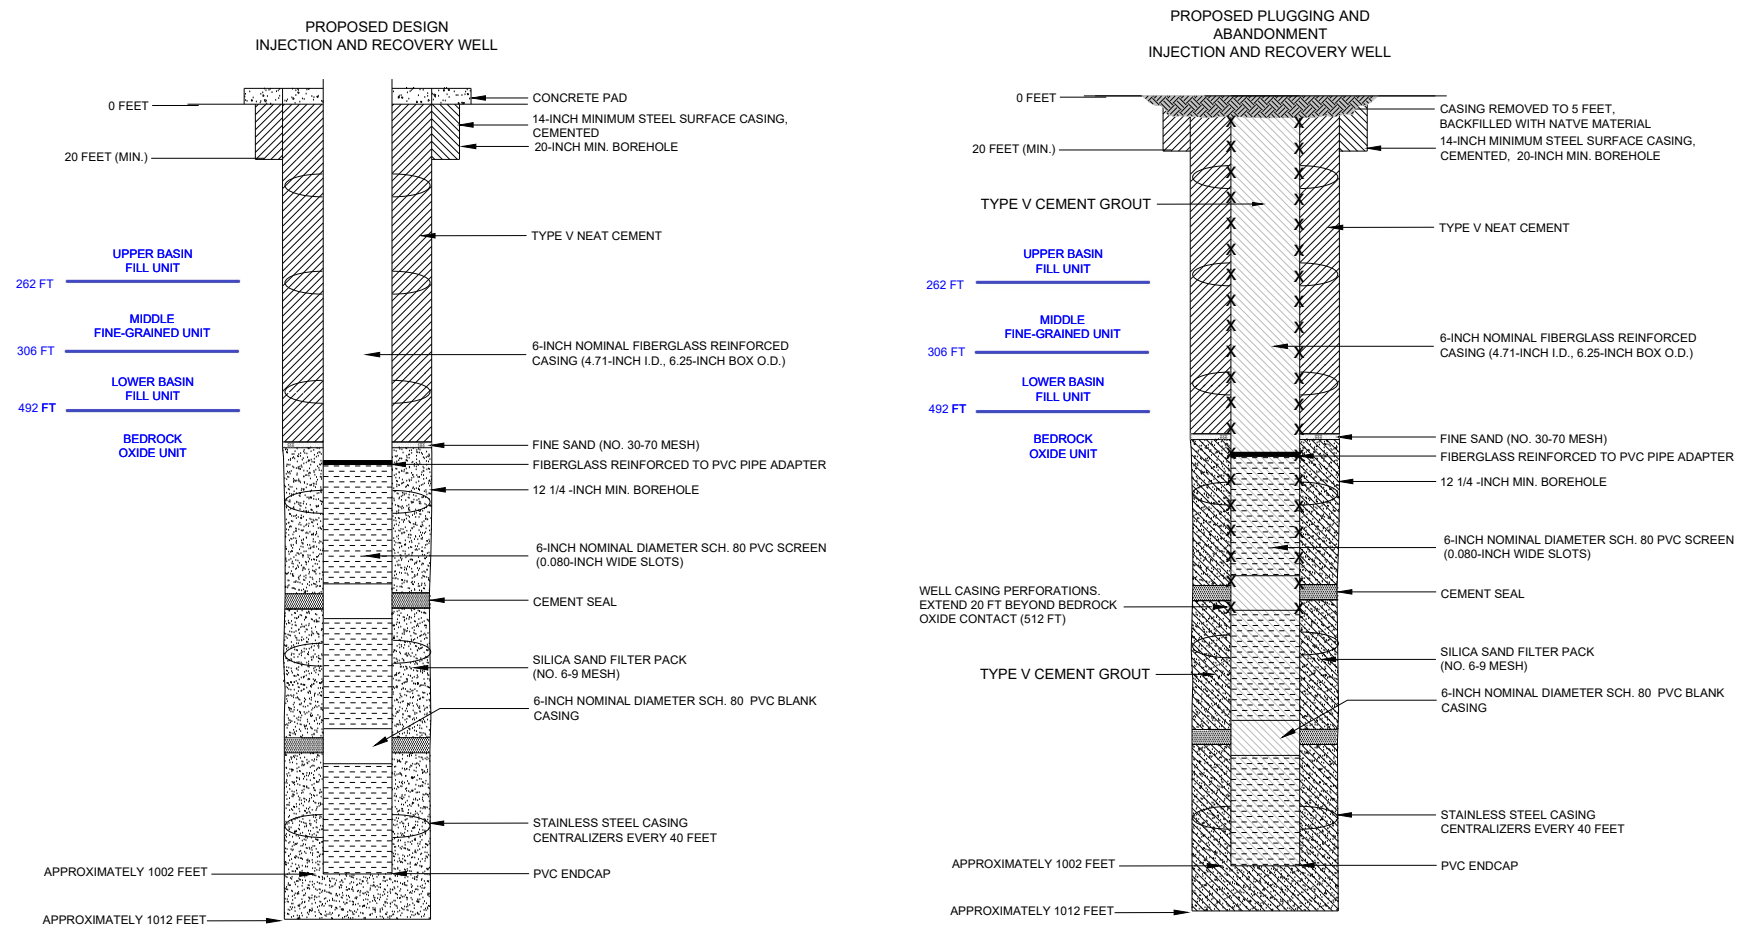 PROPOSED DESIGN
INJECTION AND RECOVERY WELL
0 FEET
CONCRETE PAD
14-INCH MINIMUM STEEL SURFACE CASING,
CEMENTED
20-INCH MIN. BOREHOLE
20 FEET (MIN.)
TYPE V NEAT CEMENT
UPPER BASIN
FILL UNIT
262 FT
MIDDLE
FINE-GRAINED UNIT
306 FT
6-INCH NOMINAL FIBERGLASS REINFORCED
CASING (4.71-INCH I.D., 6.25-INCH BOX O.D.)
LOWER BASIN
FILL UNIT
492 FT
BEDROCK
OXIDE UNIT
FINE SAND (NO. 30-70 MESH)
FIBERGLASS REINFORCED TO PVC PIPE ADAPTER
12 1/4 -INCH MIN. BOREHOLE
6-INCH NOMINAL DIAMETER SCH. 80 PVC SCREEN
(0.080-INCH WIDE SLOTS)
CEMENT SEAL
SILICA SAND FILTER PACK
(NO. 6-9 MESH)
6-INCH NOMINAL DIAMETER SCH. 80 PVC BLANK
CASING
STAINLESS STEEL CASING
CENTRALIZERS EVERY 40 FEET
APPROXIMATELY 1002 FEET
PVC ENDCAP
APPROXIMATELY 1012 FEET
PROPOSED PLUGGING AND
ABANDONMENT
INJECTION AND RECOVERY WELL
0 FEET
CASING REMOVED TO 5 FEET,
BACKFILLED WITH NATVE MATERIAL
20 FEET (MIN.)
14-INCH MINIMUM STEEL SURFACE CASING,
CEMENTED, 20-INCH MIN. BOREHOLE
TYPE V CEMENT GROUT
TYPE V NEAT CEMENT
UPPER BASIN
FILL UNIT
262 FT
MIDDLE
FINE-GRAINED UNIT
306 FT
6-INCH NOMINAL FIBERGLASS REINFORCED
CASING (4.71-INCH I.D., 6.25-INCH BOX O.D.)
LOWER BASIN
FILL UNIT
492 FT
BEDROCK
OXIDE UNIT
FINE SAND (NO. 30-70 MESH)
FIBERGLASS REINFORCED TO PVC PIPE ADAPTER
12 1/4 -INCH MIN. BOREHOLE
6-INCH NOMINAL DIAMETER SCH. 80 PVC SCREEN
(0.080-INCH WIDE SLOTS)
WELL CASING PERFORATIONS.
EXTEND 20 FT BEYOND BEDROCK
OXIDE CONTACT (512 FT)
CEMENT SEAL
SILICA SAND FILTER PACK
(NO. 6-9 MESH)
TYPE V CEMENT GROUT
6-INCH NOMINAL DIAMETER SCH. 80 PVC BLANK
CASING
STAINLESS STEEL CASING
CENTRALIZERS EVERY 40 FEET
APPROXIMATELY 1002 FEET
PVC ENDCAP
APPROXIMATELY 1012 FEET